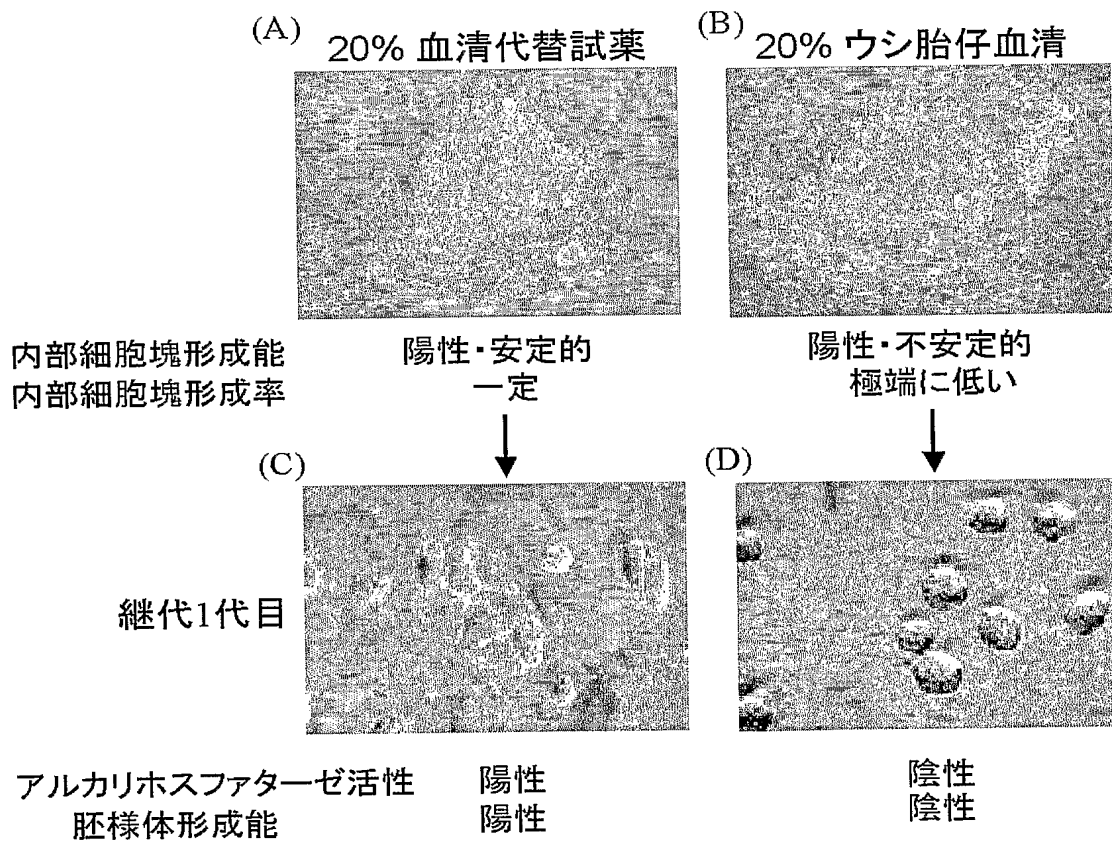 (A)
20% 血清代替試薬
(B)
20% ウシ胎仔血清
内部細胞塊形成能
陽性・安定的
陽性・不安定的
内部細胞塊形成率
一定
極端に低い
(C)
(D)
継代1代目
アルカリホスファターゼ活性
陽性
陰性
胚様体形成能
陽性
陰性